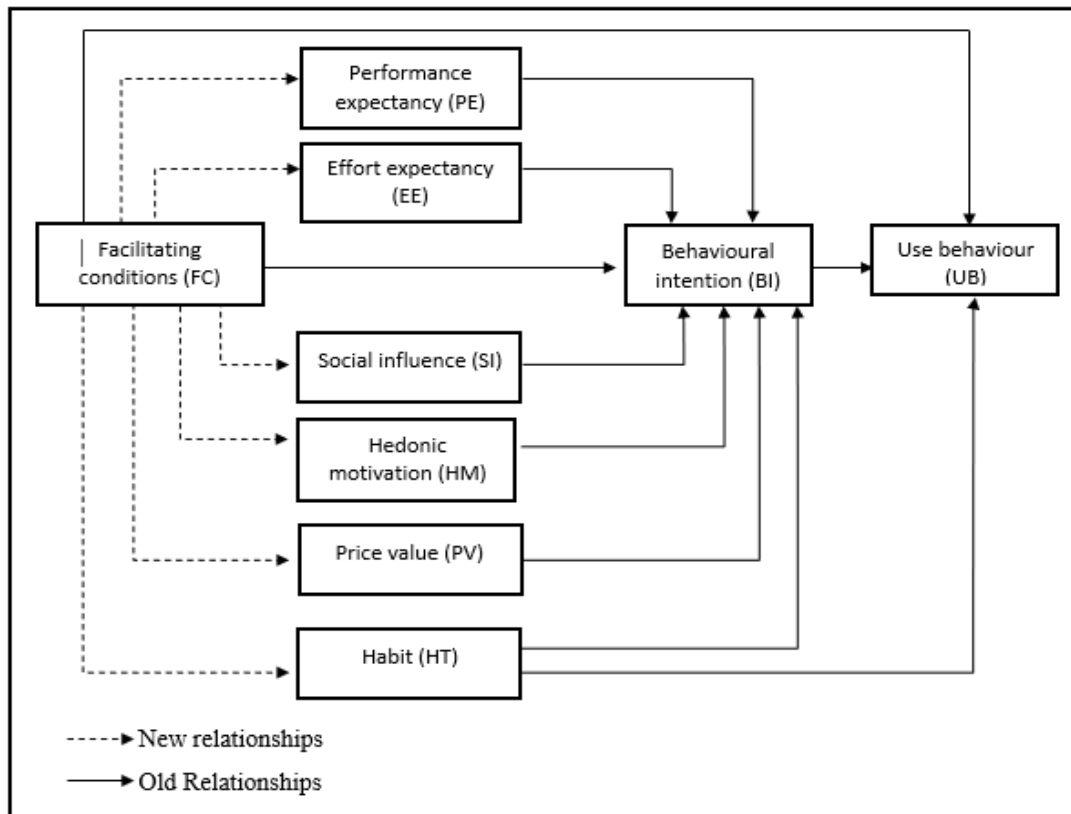 Performance
expectancy (PE)
Effort expectancy
(EE)
Facilitating
conditions (FC)
Behavioural
intention (BI)
Use behaviour
(UB)
Social influence (SI)
Hedonic
motivation (HM)
Price value (PV)
Habit (HT)
New relationships
Old Relationships